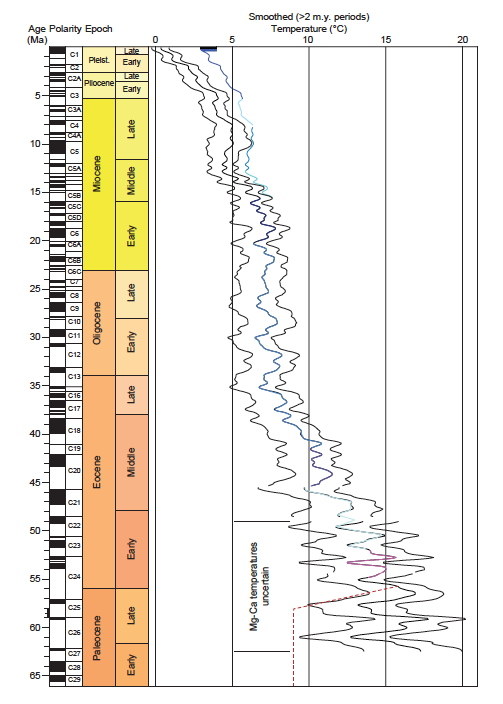 Smoothed (>2 m.y. periods)
Age Polarity Epoch Temperature (°C)
(Ma) 0 5 10 15 20
C1 Pleist. Late
Early
C2
C2A Pliocene Late
Early
5 C3
C3A
C4
C4A
10 C5 Late
C5A
Miocene Middle
15
C5B
C5C
C5D
C6 Early
20
C6A
C6B
C6C
C7
25 C8 Late
C9
C10 Oligocene
30 C11 Early
C12
C13
35
C16 Late
C17
C18
40
C19
C20 Eocene Middle
45
C21
C22
50
C23 Early
Mg-Ca temperatures
uncertain
C24
55
C25 Late
60
C26 Paleocene
C27
C28 Early
65 C29